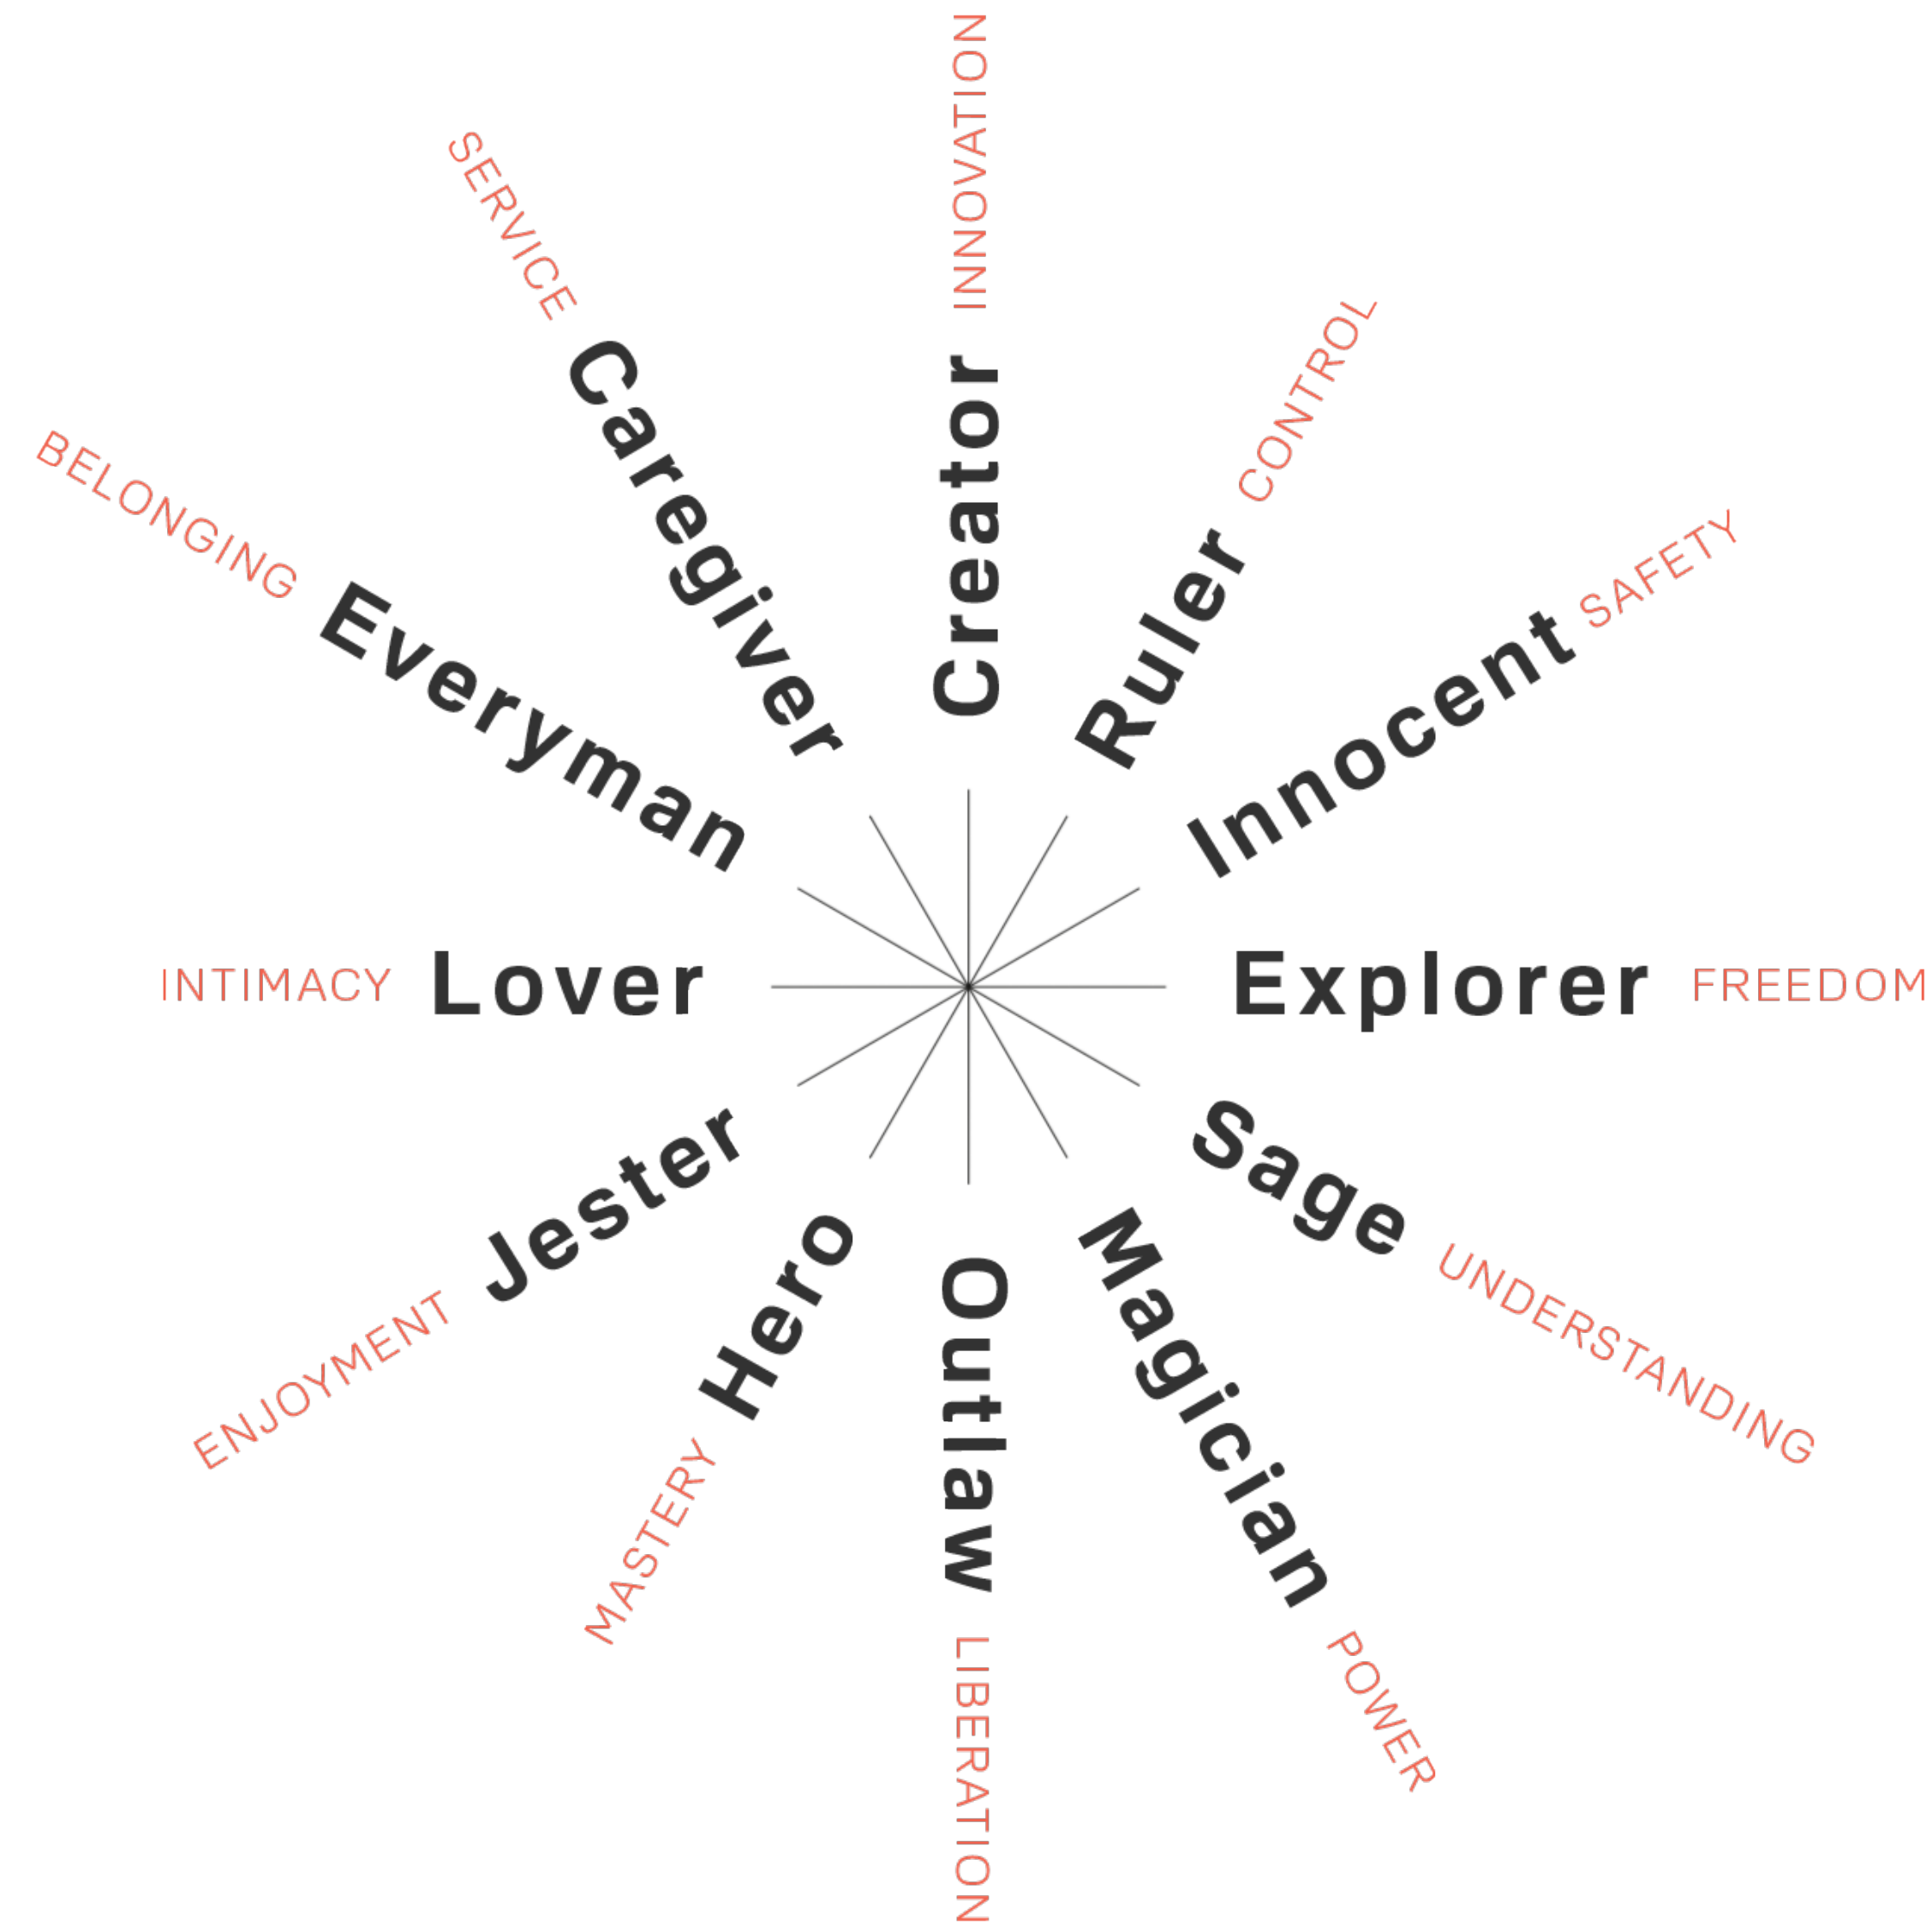 INNOVATION
Creator
CONTROL
Ruler
SAFETY
Innocent
FREEDOM
Explorer
UNDERSTANDING
Sage
POWER
Magician
LIBERATION
Outlaw
MASTERY
Hero
ENJOYMENT
Jester
INTIMACY
Lover
BELONGING
Everyman
SERVICE
Caregiver